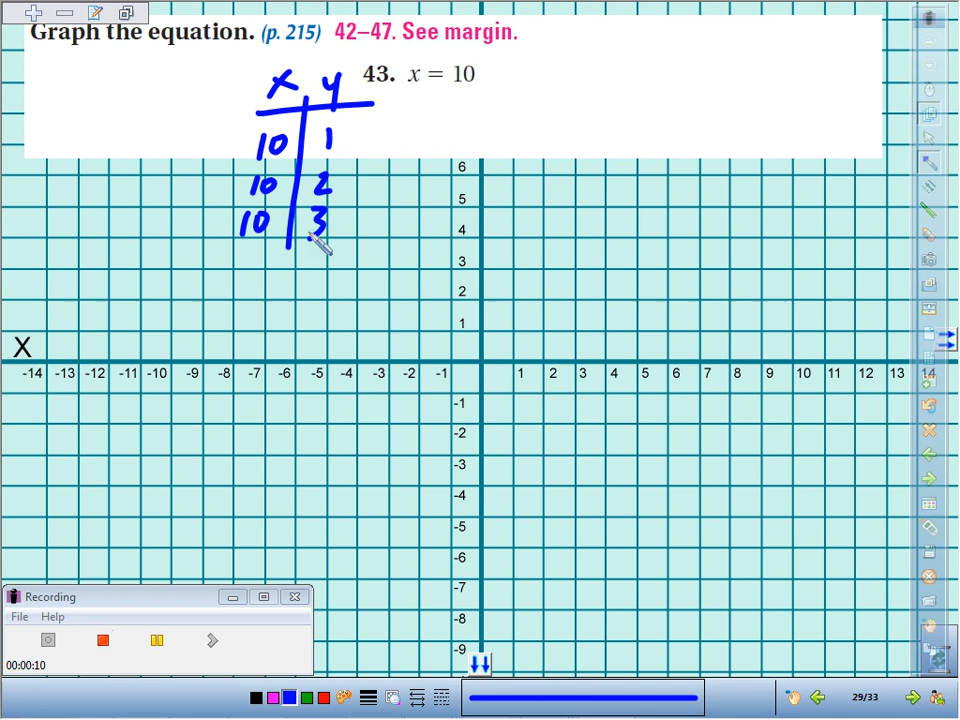 Graph the equation. (p. 215) 42–47. See margin.
43. x = 10
x y
10 1
10 2
10 3
6
5
4
3
2
1
X
-14 -13 -12 -11 -10 -9 -8 -7 -6 -5 -4 -3 -2 -1 1 2 3 4 5 6 7 8 9 10 11 12 13 14
-1
-2
-3
-4
-5
-6
-7
-8
-9
Recording
File Help
00:00:10
29/33